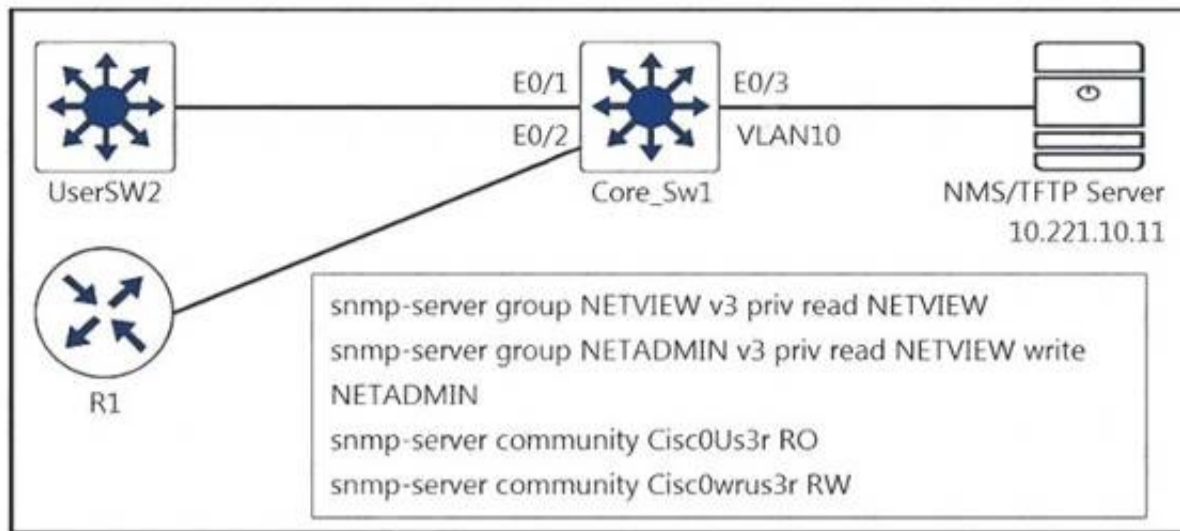 E0/1
E0/3
E0/2
VLAN10
UserSW2
Core_Sw1
NMS/TFTP Server
10.221.10.11
R1
snmp-server group NETVIEW v3 priv read NETVIEW
snmp-server group NETADMIN v3 priv read NETVIEW write
NETADMIN
snmp-server community Cisc0Us3r RO
snmp-server community Cisc0wrus3r RW